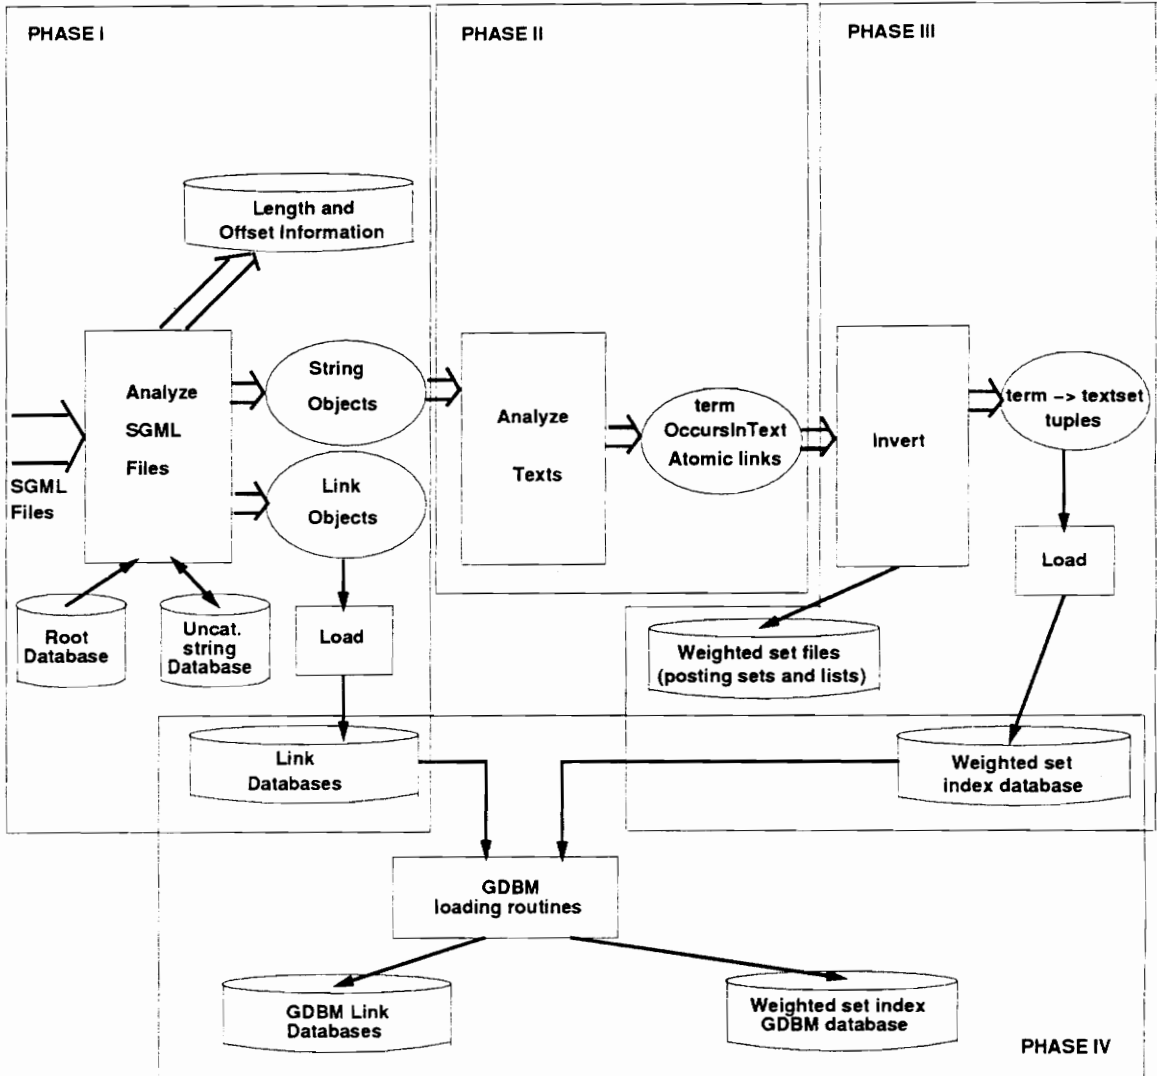 PHASE I
PHASE II
PHASE III
Length and
Offset Information
Analyze
SGML
Files
String
Objects
Link
Objects
SGML
Files
Root
Database
Uncat.
string
Database
Load
Link
Databases
Analyze
Texts
term
OccursInText
Atomic links
Invert
term -> textset
tuples
Load
Weighted set files
(posting sets and lists)
Weighted set
index database
GDBM
loading routines
GDBM Link
Databases
Weighted set index
GDBM database
PHASE IV